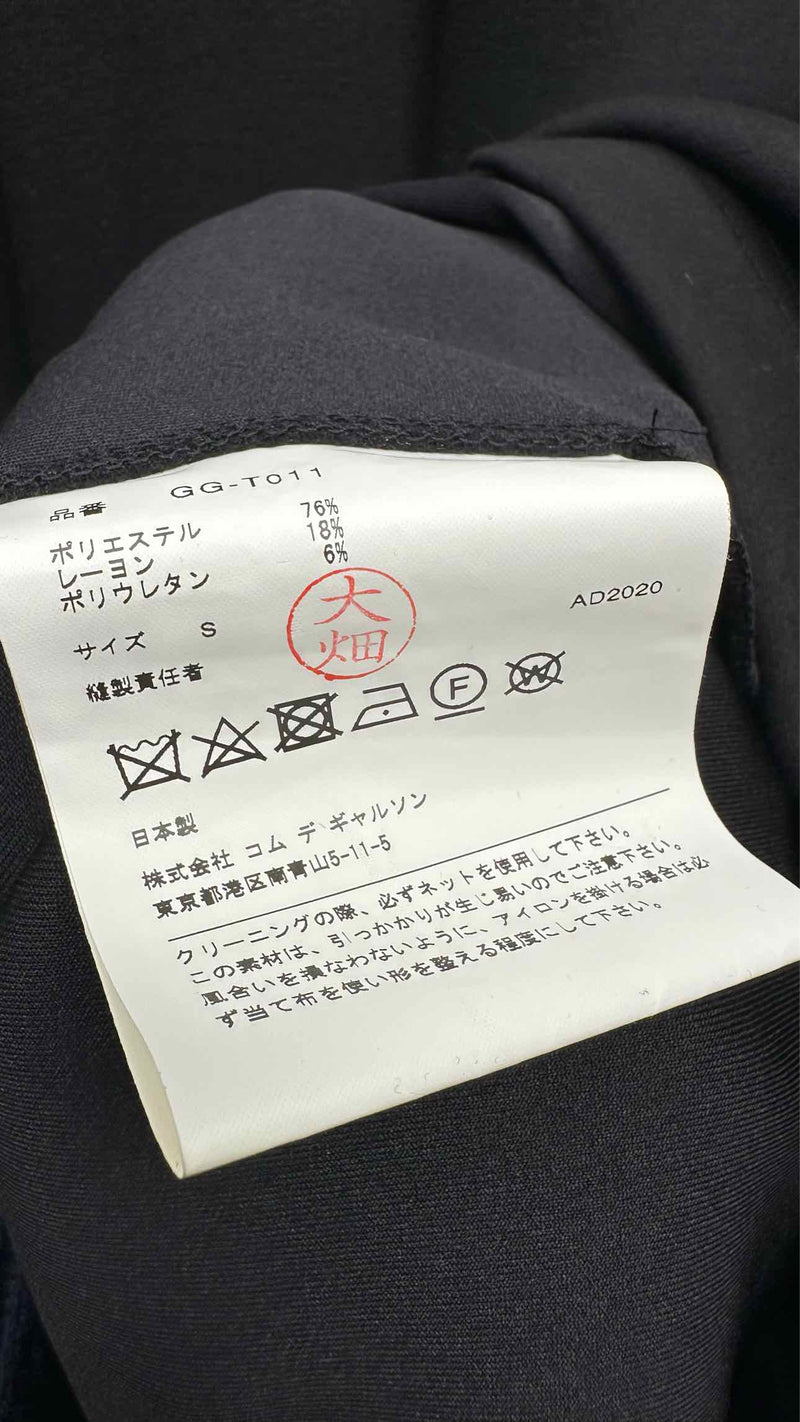 品番 GG-T011
ポリエステル 76%
レーヨン 18%
ポリウレタン 6%
サイズ S
AD2020
縫製責任者
大畑
F
W
日本製
株式会社 コム デ ギャルソン
東京都港区南青山5-11-5
クリーニングの際、必ずネットを使用して下さい。
この素材は、引っかかりが生じ易いのでご注意下さい。
風合いを損なわないように、アイロンを掛ける場合は必
ず当て布を使い形を整える程度にして下さい。